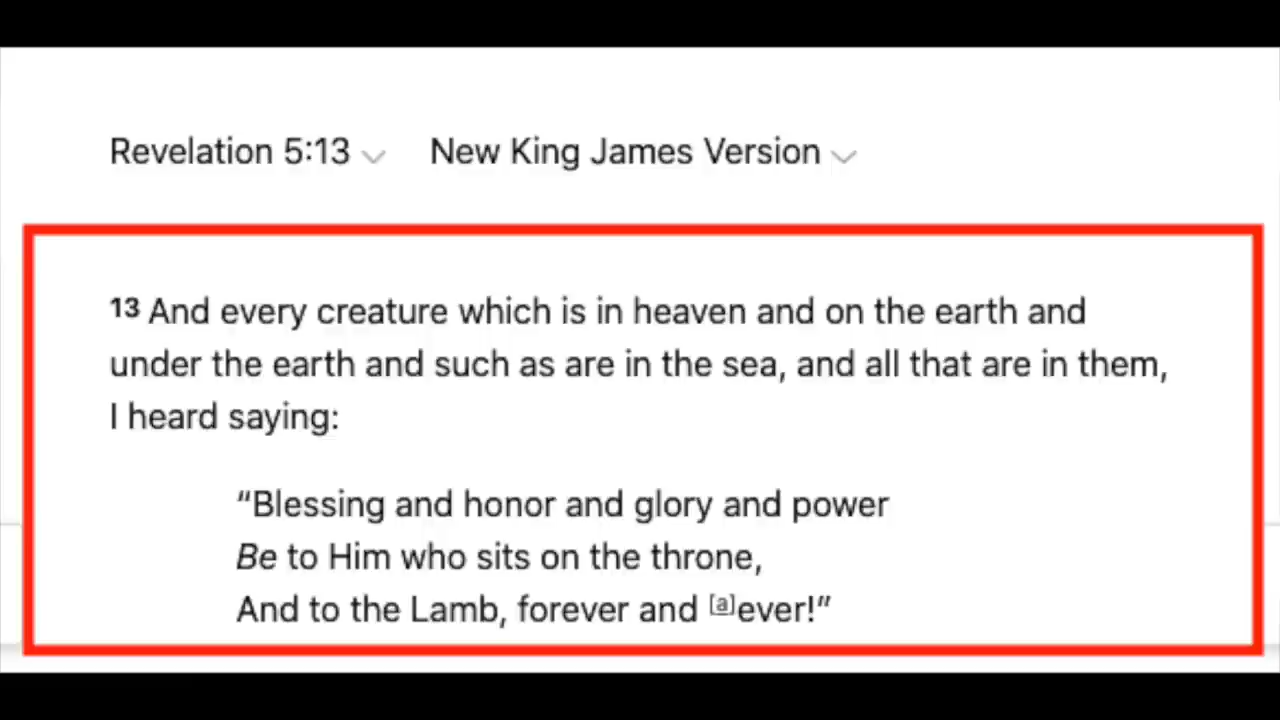 Revelation 5:13 New King James Version
13 And every creature which is in heaven and on the earth and
under the earth and such as are in the sea, and all that are in them,
I heard saying:
“Blessing and honor and glory and power
Be to Him who sits on the throne,
And to the Lamb, forever and [a]ever!”